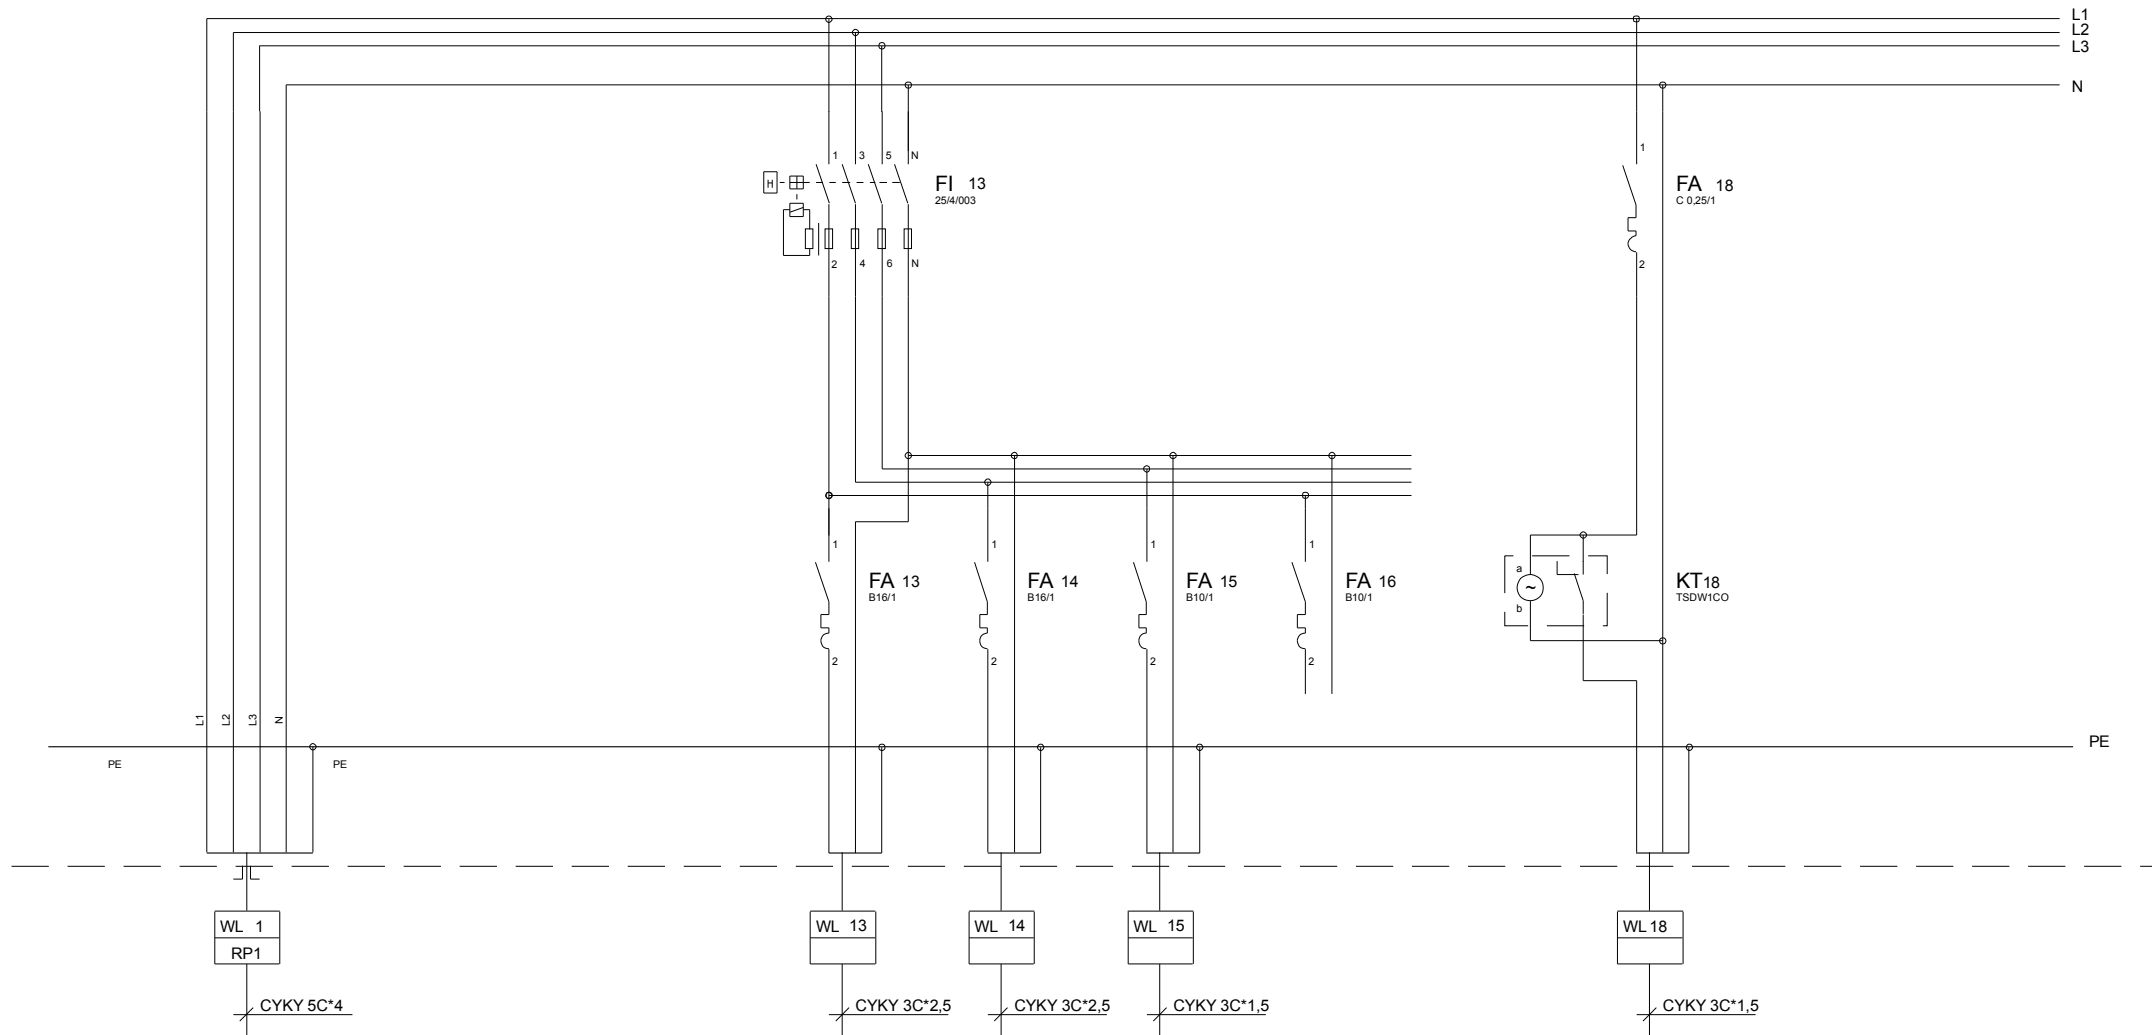 L1
L2
L3
N
1 3 5 N
H
FI 13
25/4/003
2 4 6 N
1
FA 18
C 0,25/1
2
1 1 1 1
FA 13
B16/1
FA 14
B16/1
FA 15
B10/1
FA 16
B10/1
a
~
b
KT18
TSDW1CO
2 2 2 2
L1 L2 L3 N
PE
PE PE
WL 1
RP1
WL 13
WL 14
WL 15
WL 18
CYKY 5C*4
CYKY 3C*2,5
CYKY 3C*2,5
CYKY 3C*1,5
CYKY 3C*1,5